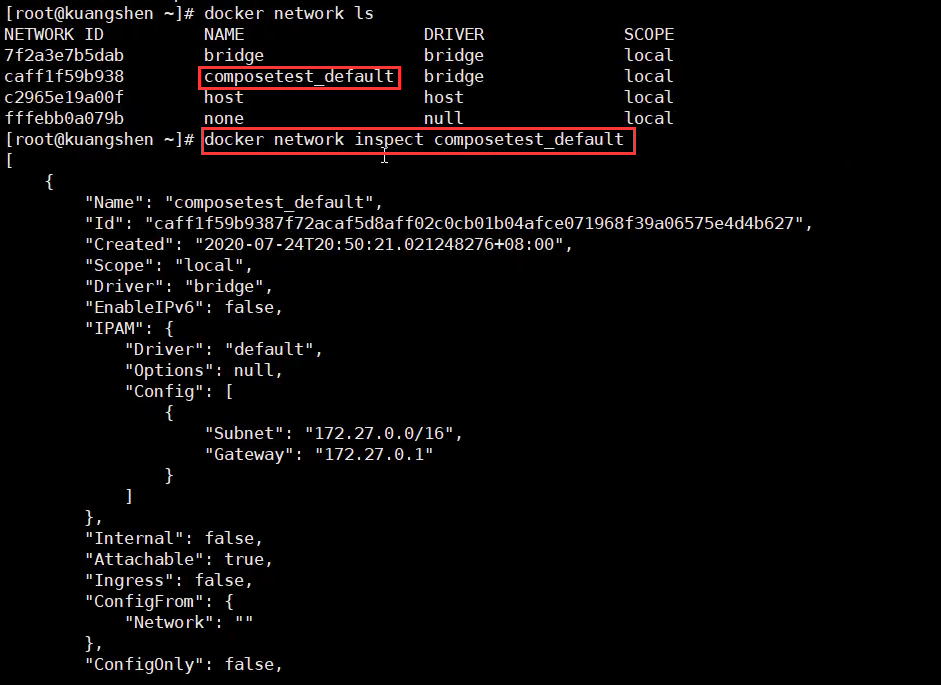 [root@kuangshen ~]# docker network ls
NETWORK ID          NAME                  DRIVER              SCOPE
7f2a3e7b5dab        bridge                bridge              local
caff1f59b938        composetest_default   bridge              local
c2965e19a00f        host                  host                local
fffebb0a079b        none                  null                local
[root@kuangshen ~]# docker network inspect composetest_default
[
    {
        "Name": "composetest_default",
        "Id": "caff1f59b9387f72acaf5d8aff02c0cb01b04afce071968f39a06575e4d4b627",
        "Created": "2020-07-24T20:50:21.021248276+08:00",
        "Scope": "local",
        "Driver": "bridge",
        "EnableIPv6": false,
        "IPAM": {
            "Driver": "default",
            "Options": null,
            "Config": [
                {
                    "Subnet": "172.27.0.0/16",
                    "Gateway": "172.27.0.1"
                }
            ]
        },
        "Internal": false,
        "Attachable": true,
        "Ingress": false,
        "ConfigFrom": {
            "Network": ""
        },
        "ConfigOnly": false,